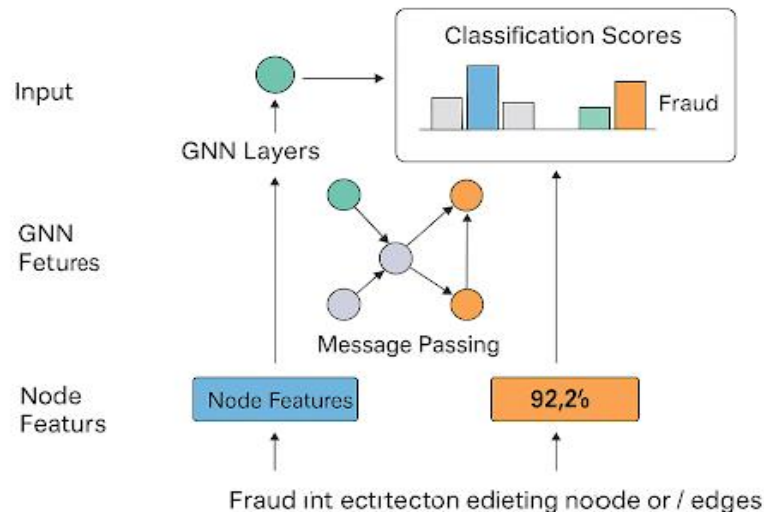 Classification Scores
Input
Fraud
GNN Layers
GNN
Fetures
Message Passing
Node
Featurs
Node Features
92,2%
Fraud int ectitecton edieting noode or / edges